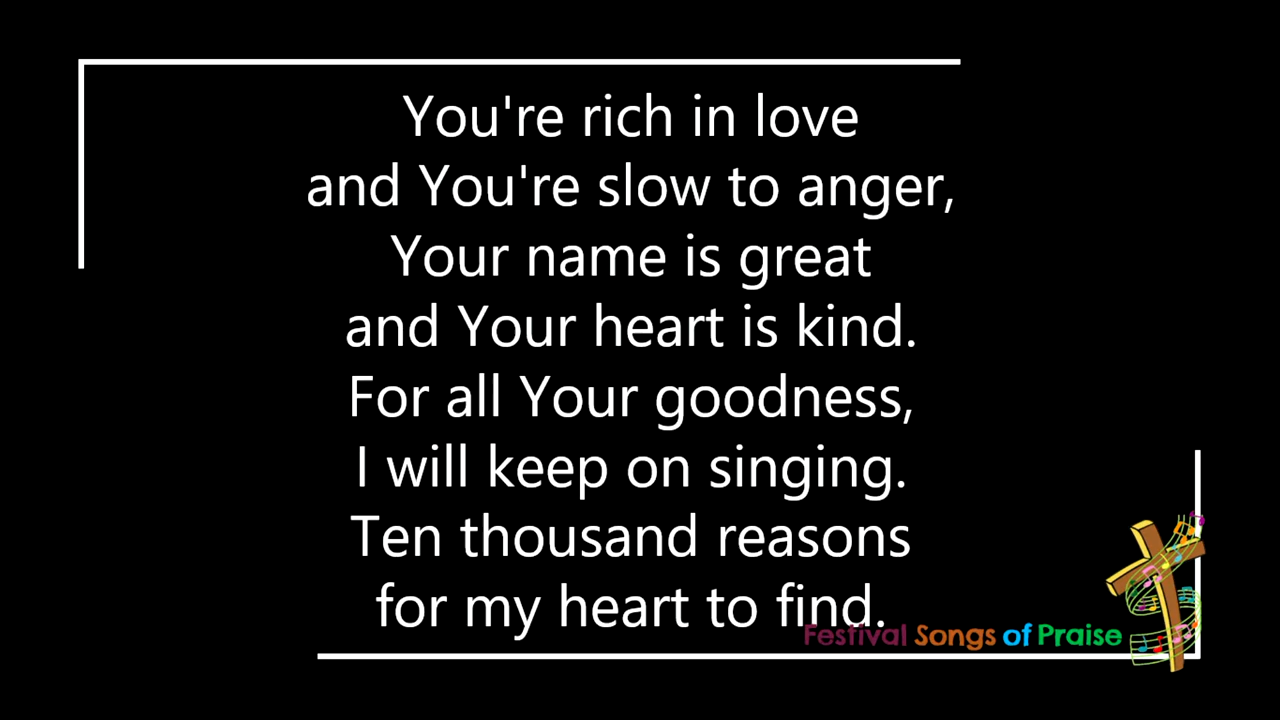 You're rich in love
and You're slow to anger,
Your name is great
and Your heart is kind.
For all Your goodness,
I will keep on singing.
Ten thousand reasons
for my heart to find.
Festival Songs of Praise